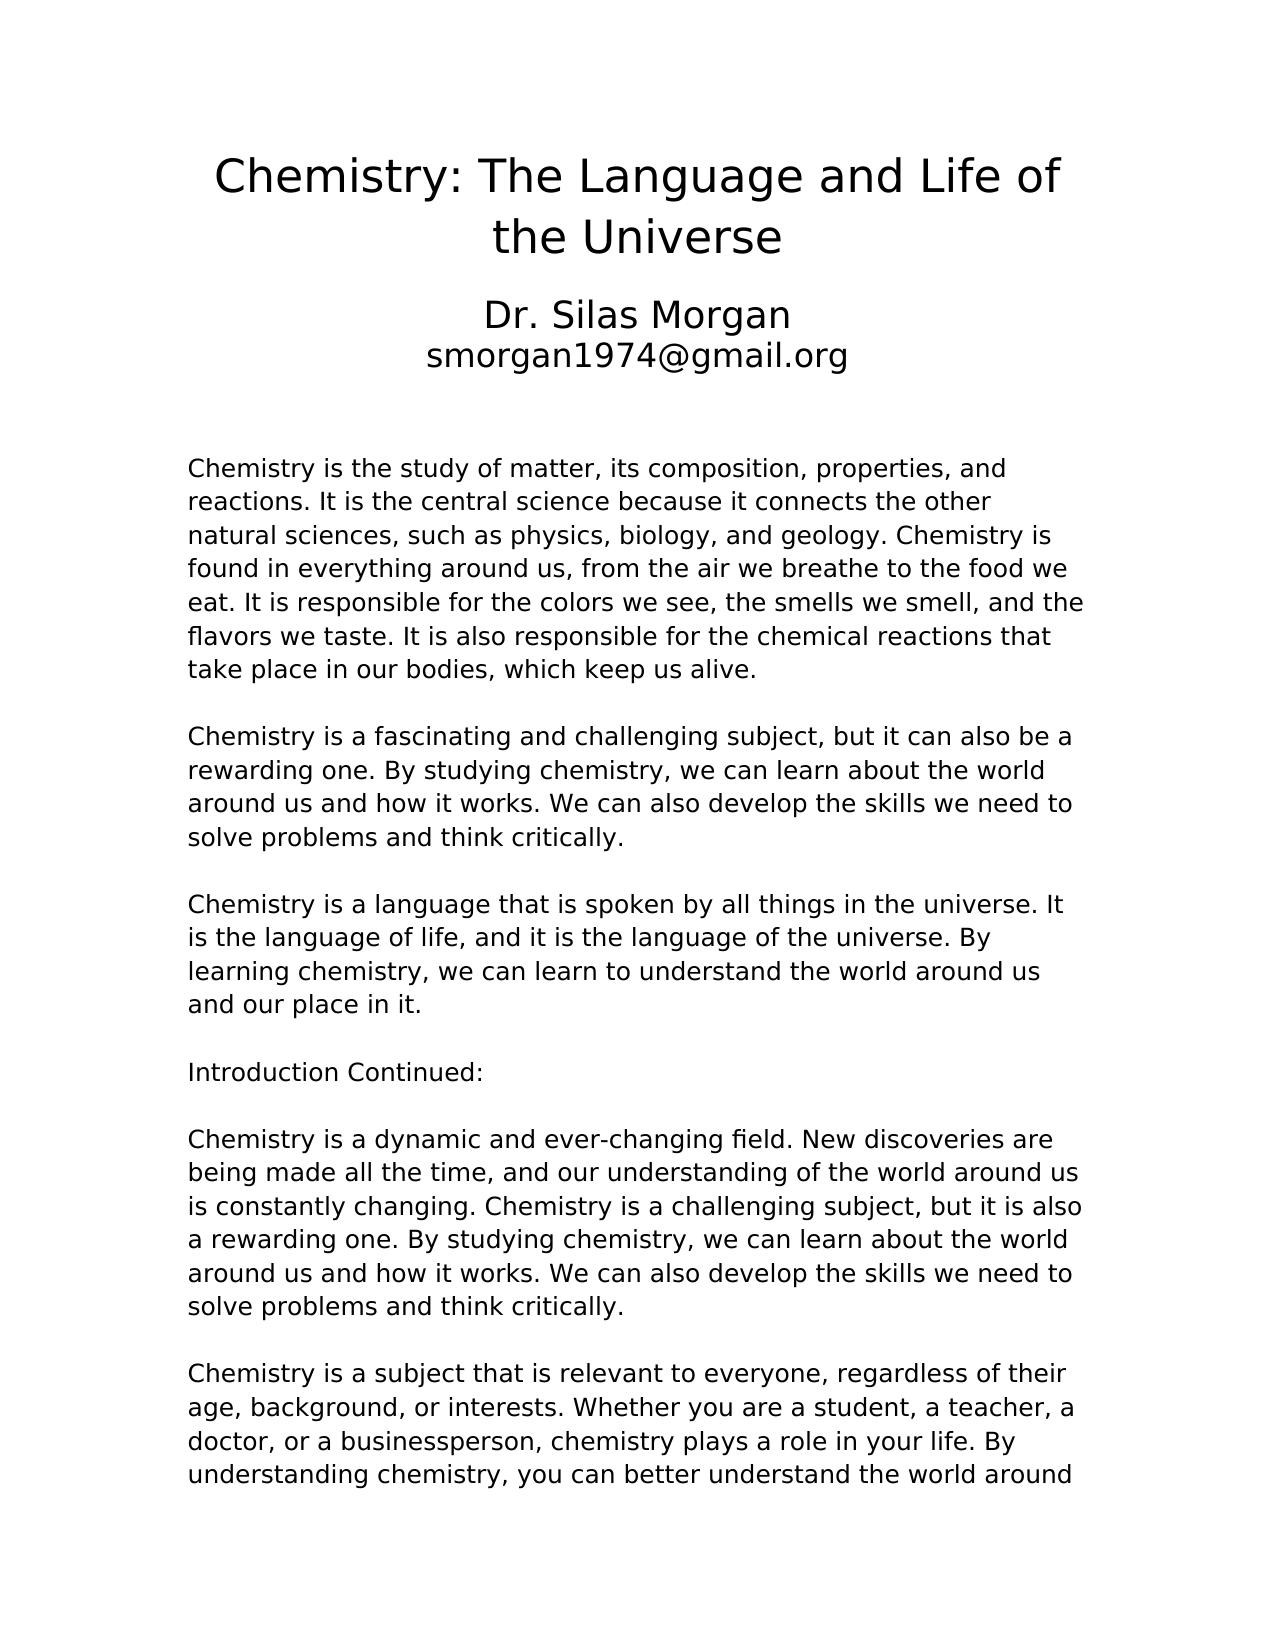 Chemistry: The Language and Life of
the Universe
Dr. Silas Morgan
smorgan1974@gmail.org
Chemistry is the study of matter, its composition, properties, and
reactions. It is the central science because it connects the other
natural sciences, such as physics, biology, and geology. Chemistry is
found in everything around us, from the air we breathe to the food we
eat. It is responsible for the colors we see, the smells we smell, and the
flavors we taste. It is also responsible for the chemical reactions that
take place in our bodies, which keep us alive.
Chemistry is a fascinating and challenging subject, but it can also be a
rewarding one. By studying chemistry, we can learn about the world
around us and how it works. We can also develop the skills we need to
solve problems and think critically.
Chemistry is a language that is spoken by all things in the universe. It
is the language of life, and it is the language of the universe. By
learning chemistry, we can learn to understand the world around us
and our place in it.
Introduction Continued:
Chemistry is a dynamic and ever-changing field. New discoveries are
being made all the time, and our understanding of the world around us
is constantly changing. Chemistry is a challenging subject, but it is also
a rewarding one. By studying chemistry, we can learn about the world
around us and how it works. We can also develop the skills we need to
solve problems and think critically.
Chemistry is a subject that is relevant to everyone, regardless of their
age, background, or interests. Whether you are a student, a teacher, a
doctor, or a businessperson, chemistry plays a role in your life. By
understanding chemistry, you can better understand the world around